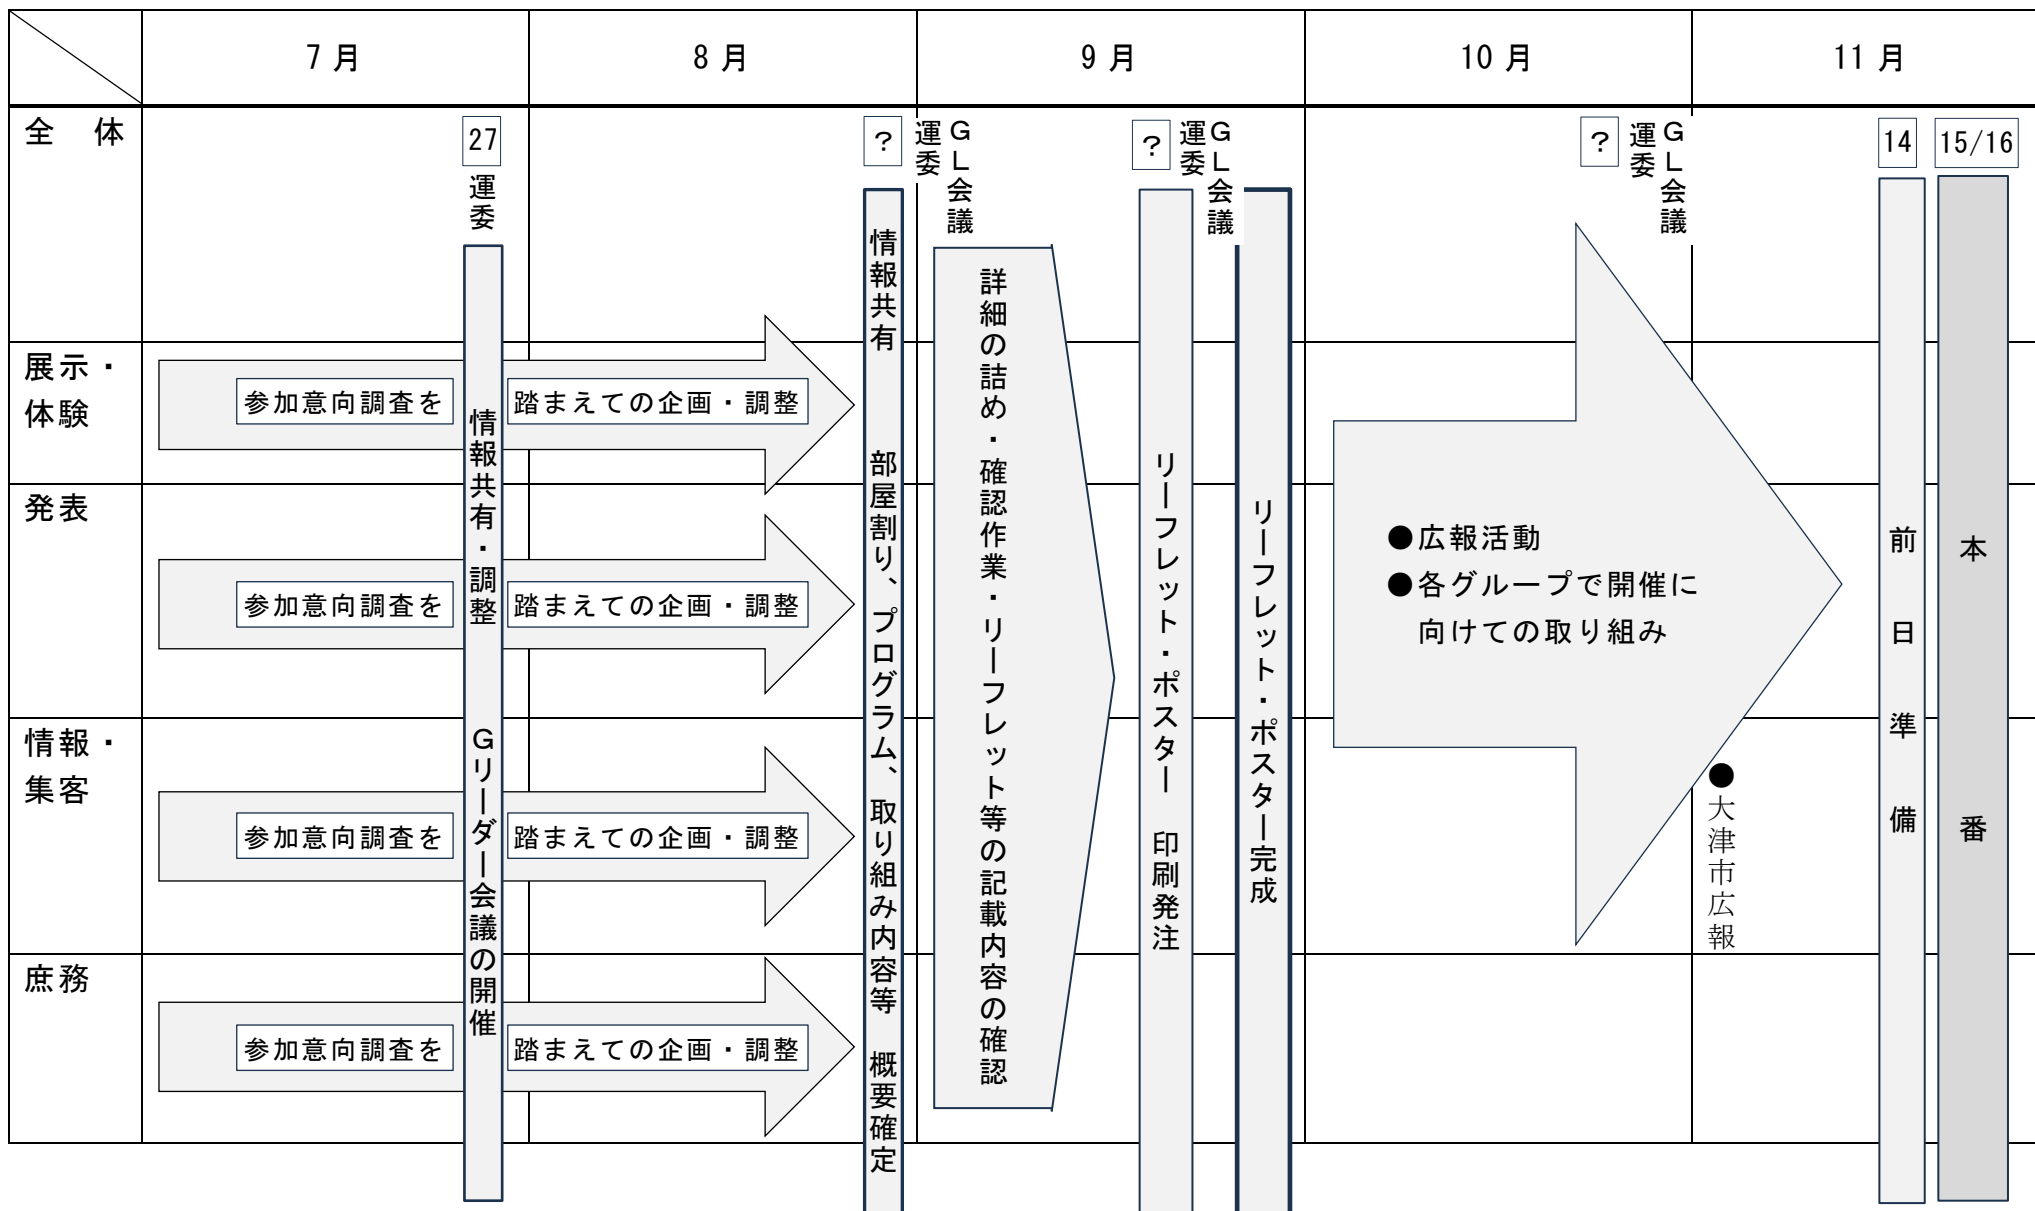 7月
8月
9月
10月
11月
全　体
27
運委
?
運委
GL会議
?
運委
GL会議
?
運委
GL会議
14
15/16
展示・
体験
発表
情報・
集客
庶務
参加意向調査を
踏まえての企画・調整
参加意向調査を
踏まえての企画・調整
参加意向調査を
踏まえての企画・調整
参加意向調査を
踏まえての企画・調整
情報共有・調整　Gリーダー会議の開催
情報共有　部屋割り、プログラム、取り組み内容等　概要確定
詳細の詰め・確認作業・リーフレット等の記載内容の確認
リーフレット・ポスター　印刷発注
リーフレット・ポスター完成
●広報活動
●各グループで開催に
向けての取り組み
●大津市広報
前日準備
本番